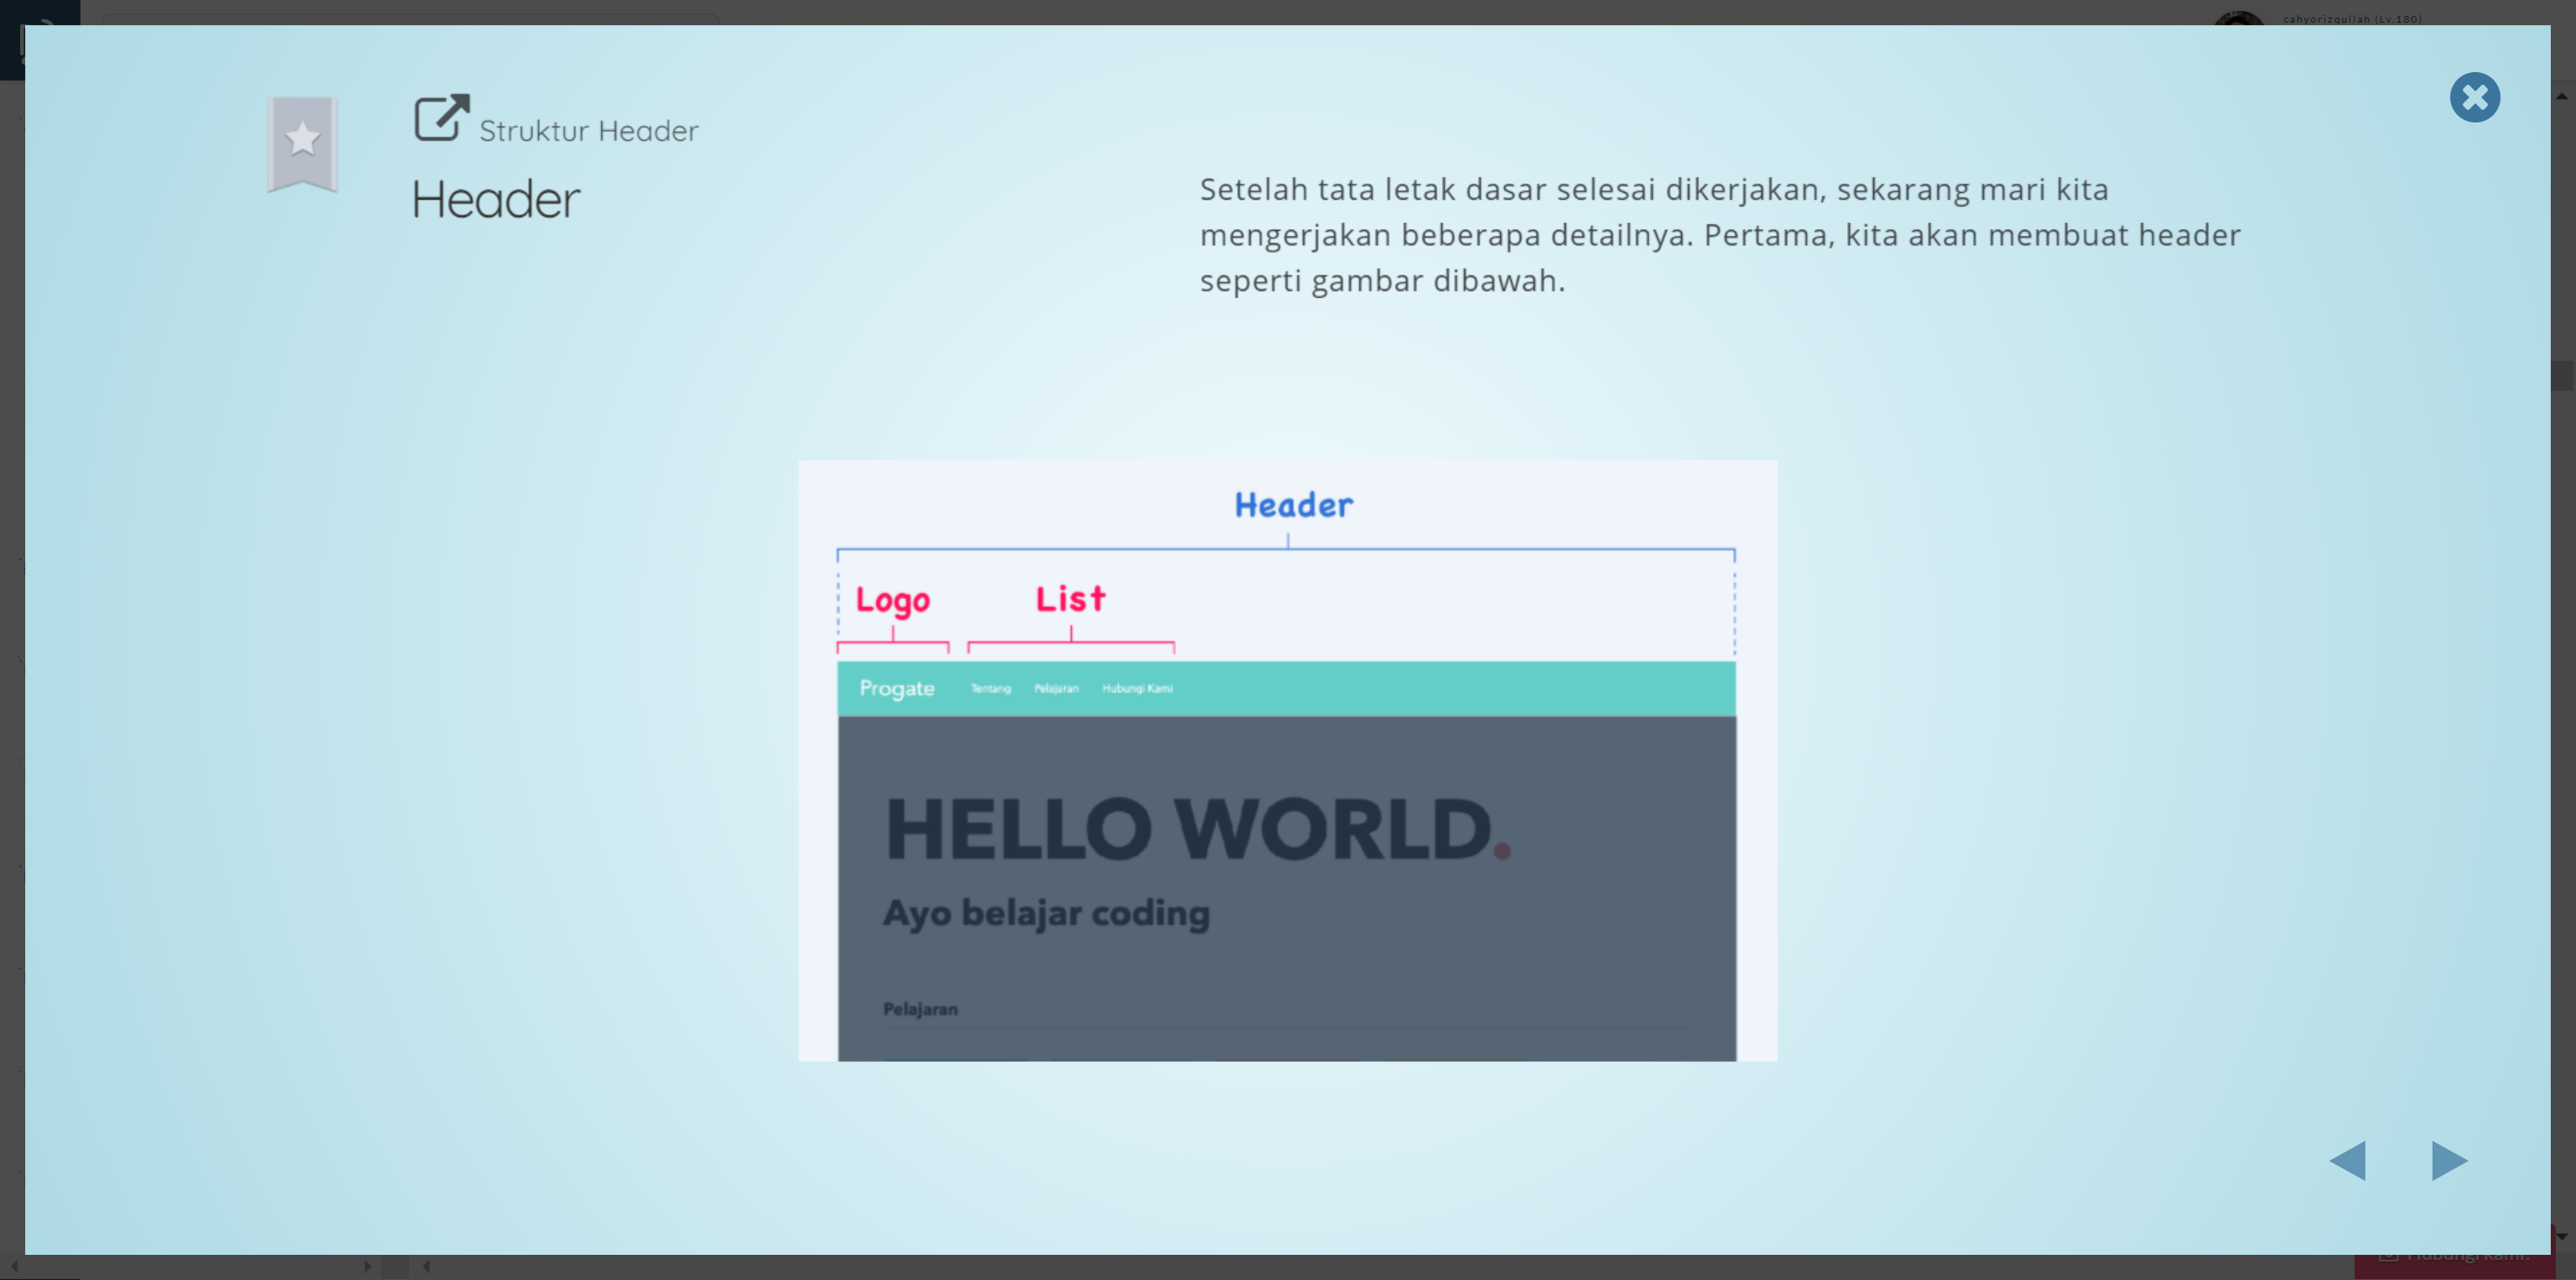 cahyorizqullah (Lv.180)
Struktur Header
Header
Setelah tata letak dasar selesai dikerjakan, sekarang mari kita
mengerjakan beberapa detailnya. Pertama, kita akan membuat header
seperti gambar dibawah.
Header
Logo List
Progate Tentang Pelajaran Hubungi Kami
HELLO WORLD.
Ayo belajar coding
Pelajaran
Hubungi kami!